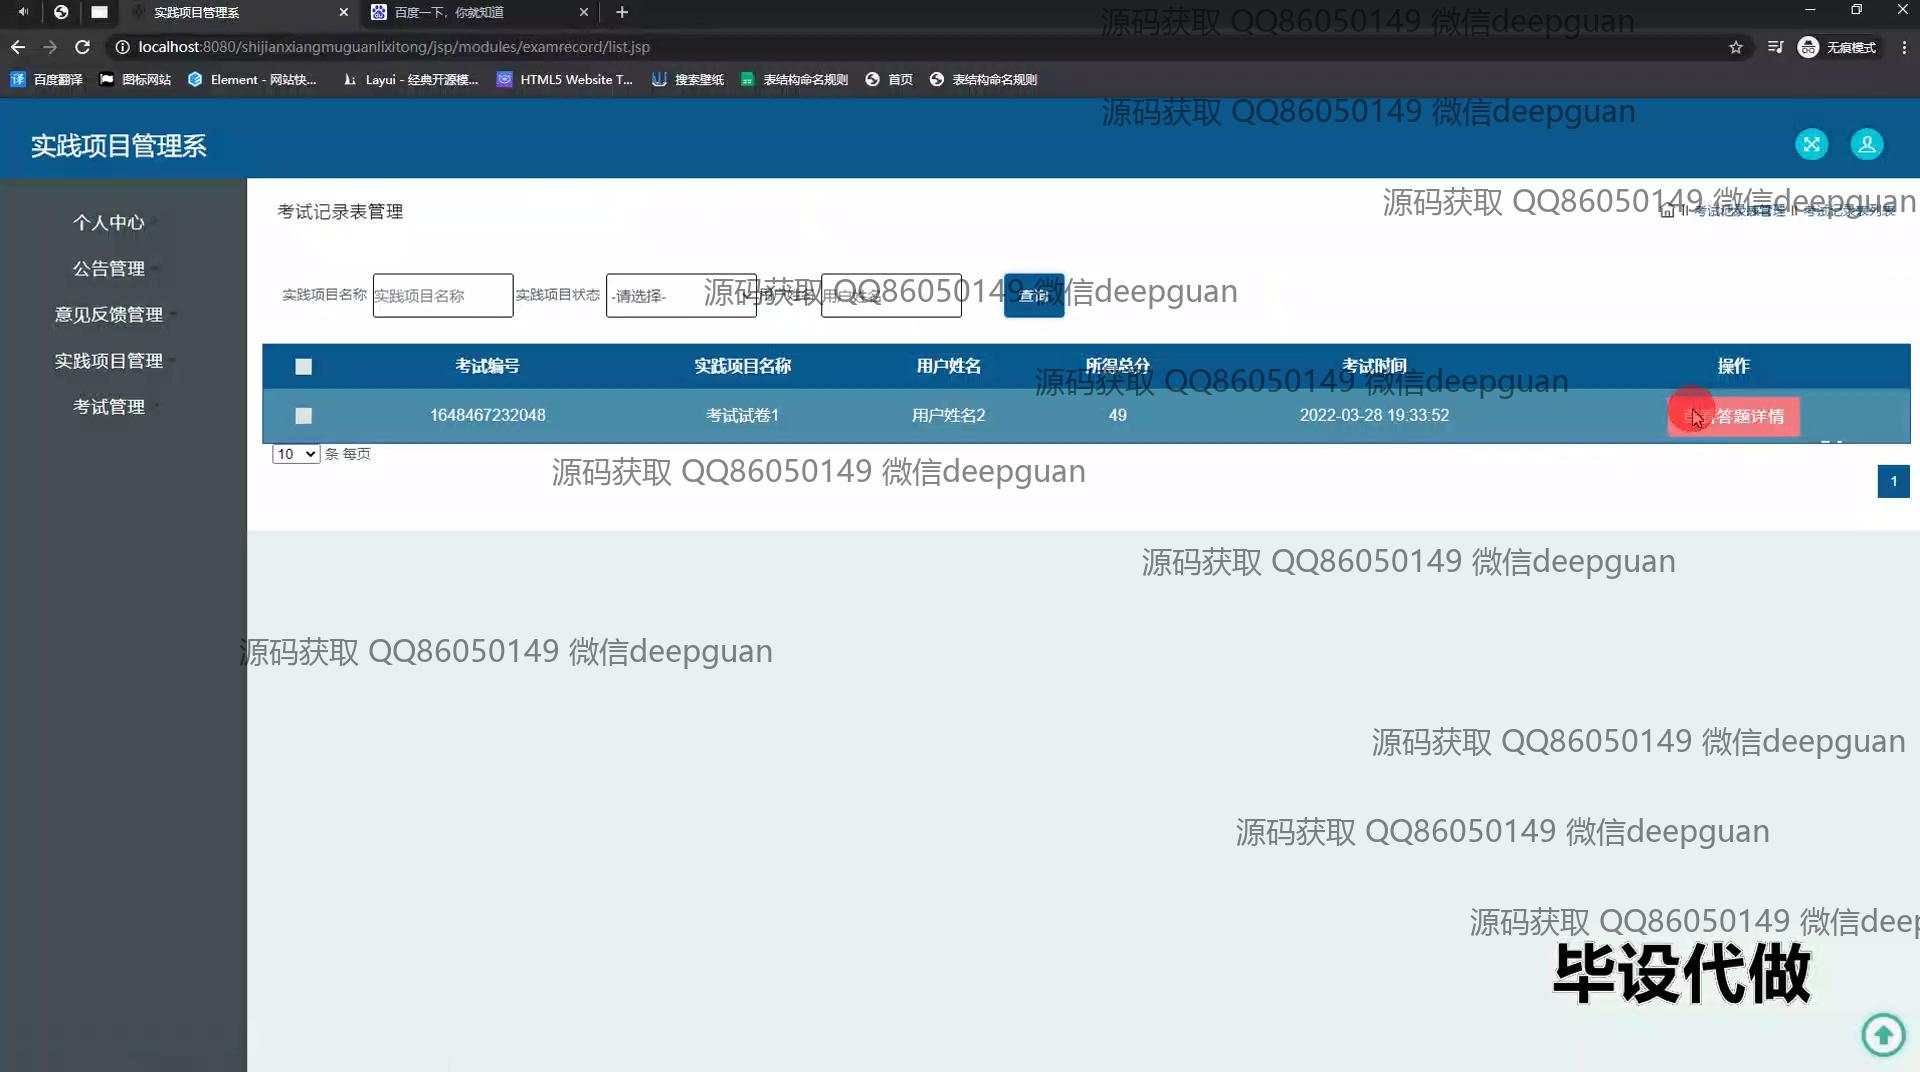 实践项目管理系
百度一下，你就知道
localhost:8080/shijianxiangmuguanlixitong/jsp/modules/examrecord/list.jsp
无痕模式
百度翻译
图标网站
Element - 网站快...
Layui - 经典开源模...
HTML5 Website T...
搜索壁纸
表结构命名规则
首页
表结构命名规则
源码获取 QQ86050149 微信deepguan
源码获取 QQ86050149 微信deepguan
实践项目管理系
源码获取 QQ86050149 微信deepguan
个人中心
公告管理
意见反馈管理
实践项目管理
考试管理
考试记录表管理
考试记录表管理
考试记录表列表
实践项目名称
实践项目名称
实践项目状态
-请选择-
用户姓名
用户姓名
查询
源码获取 QQ86050149 微信deepguan
考试编号
实践项目名称
用户姓名
所得总分
考试时间
操作
源码获取 QQ86050149 微信deepguan
1648467232048
考试试卷1
用户姓名2
49
2022-03-28 19:33:52
答题详情
10
条 每页
1
源码获取 QQ86050149 微信deepguan
源码获取 QQ86050149 微信deepguan
源码获取 QQ86050149 微信deepguan
源码获取 QQ86050149 微信deepguan
源码获取 QQ86050149 微信deepguan
源码获取 QQ86050149 微信deep
毕设代做